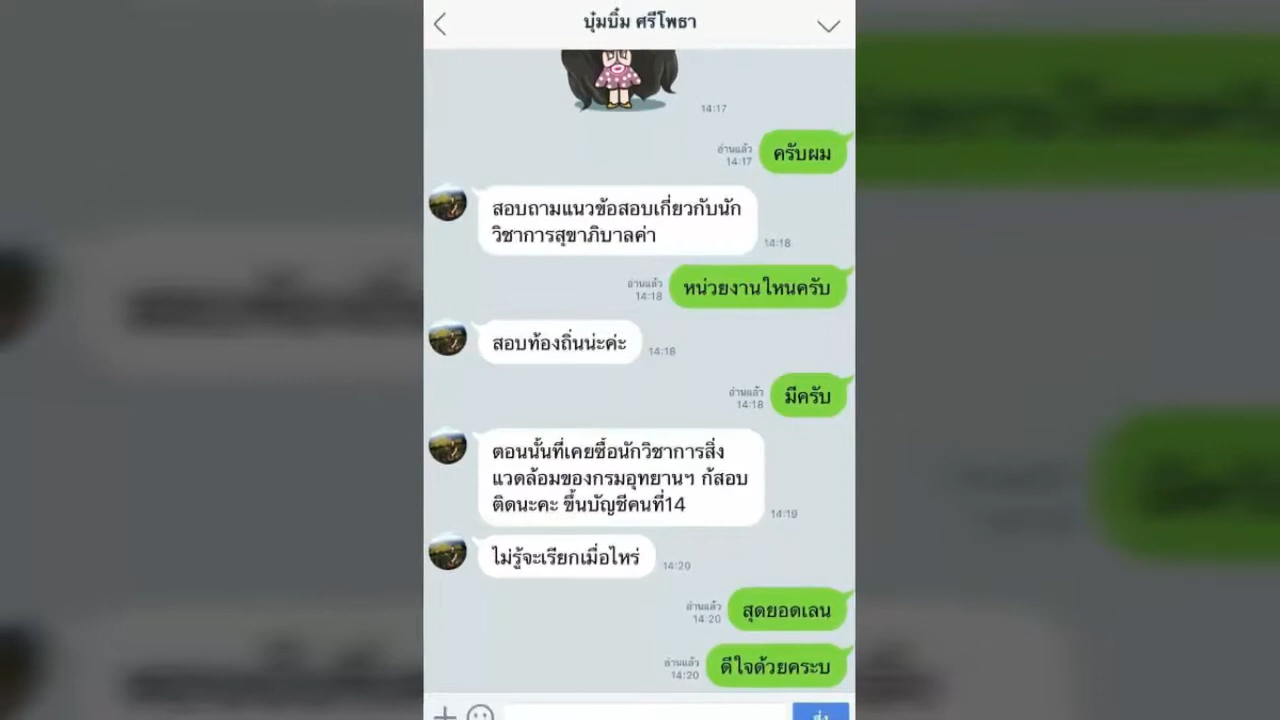 บุ๋มบิ๋ม ศรีโพธา
14:17
ครับผม
อ่านแล้ว
14:17
สอบถามแนวข้อสอบเกี่ยวกับนัก
วิชาการสุขาภิบาลค่า
14:18
หน่วยงานใหนครับ
อ่านแล้ว
14:18
สอบท้องถิ่นน่ะค่ะ
14:18
มีครับ
อ่านแล้ว
14:18
ตอนนั้นที่เคยซื้อนักวิชาการสิ่ง
แวดล้อมของกรมอุทยานฯ ก้สอบ
ติดนะคะ ขึ้นบัญชีคนที่14
14:19
ไม่รู้จะเรียกเมื่อไหร่
14:20
สุดยอดเลน
อ่านแล้ว
14:20
ดีใจด้วยคระบ
อ่านแล้ว
14:20
ส่ง